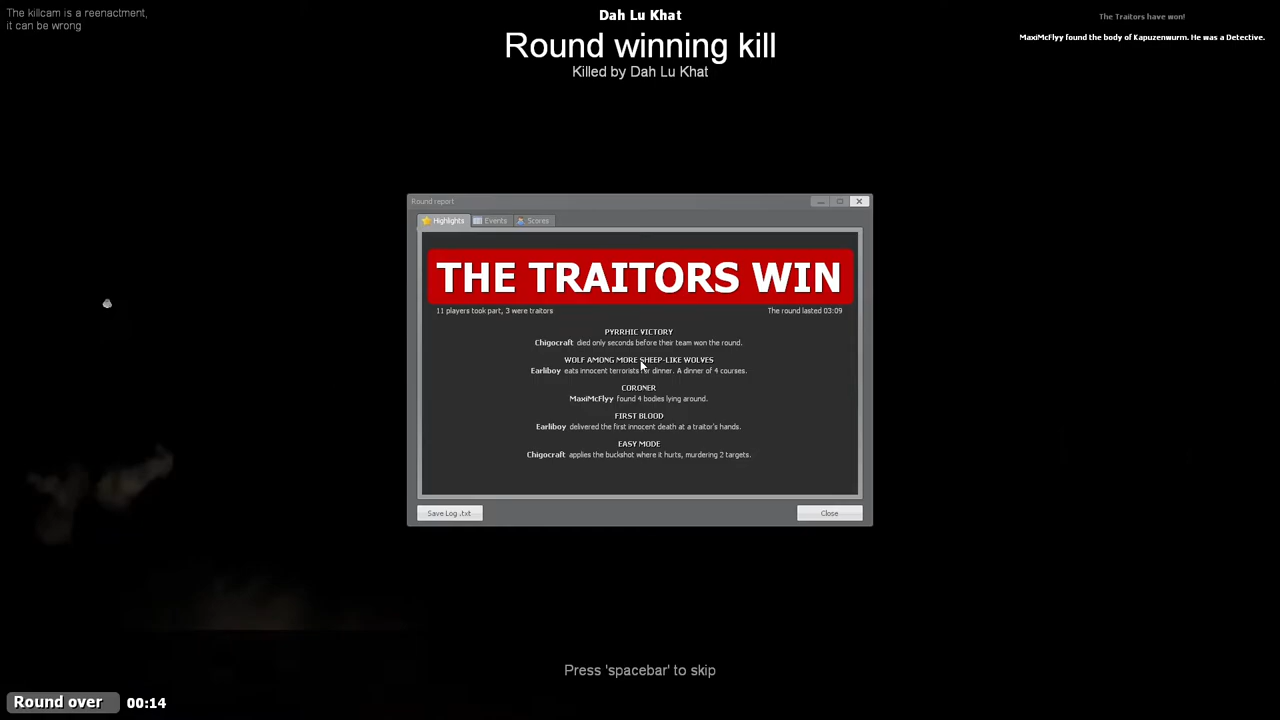 The killcam is a reenactment,
it can be wrong
Dah Lu Khat
Round winning kill
Killed by Dah Lu Khat
The Traitors have won!
MaxiMcFlyy found the body of Kapuzenwurm. He was a Detective.
Round report
Highlights Events Scores
THE TRAITORS WIN
11 players took part, 3 were traitors The round lasted 03:09
PYRRHIC VICTORY
Chigocraft died only seconds before their team won the round.
WOLF AMONG MORE SHEEP-LIKE WOLVES
Earliboy eats innocent terrorists for dinner. A dinner of 4 courses.
CORONER
MaxiMcFlyy found 4 bodies lying around.
FIRST BLOOD
Earliboy delivered the first innocent death at a traitor's hands.
EASY MODE
Chigocraft applies the buckshot where it hurts, murdering 2 targets.
Save Log .txt Close
Press 'spacebar' to skip
Round over 00:14